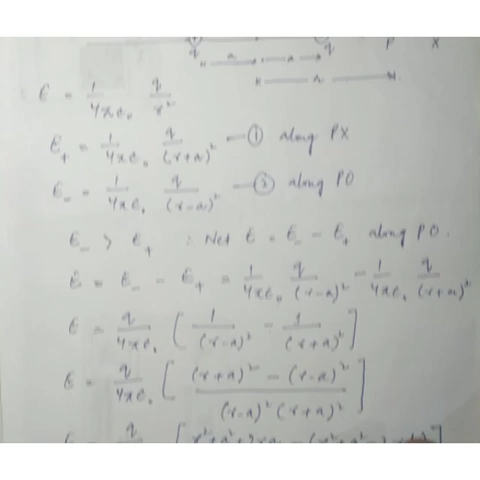 q q P X
a a
r
E = 1/4πε₀ q/r²
E₊ = 1/4πε₀ q/(r+a)² — ① along PX
E₋ = 1/4πε₀ q/(r-a)² — ② along PO
E₋ > E₊ : Net E = E₋ - E₊ along PO.
E = E₋ - E₊ = 1/4πε₀ q/(r-a)² - 1/4πε₀ q/(r+a)²
E = q/4πε₀ [ 1/(r-a)² - 1/(r+a)² ]
E = q/4πε₀ [ (r+a)² - (r-a)² / (r-a)² (r+a)² ]